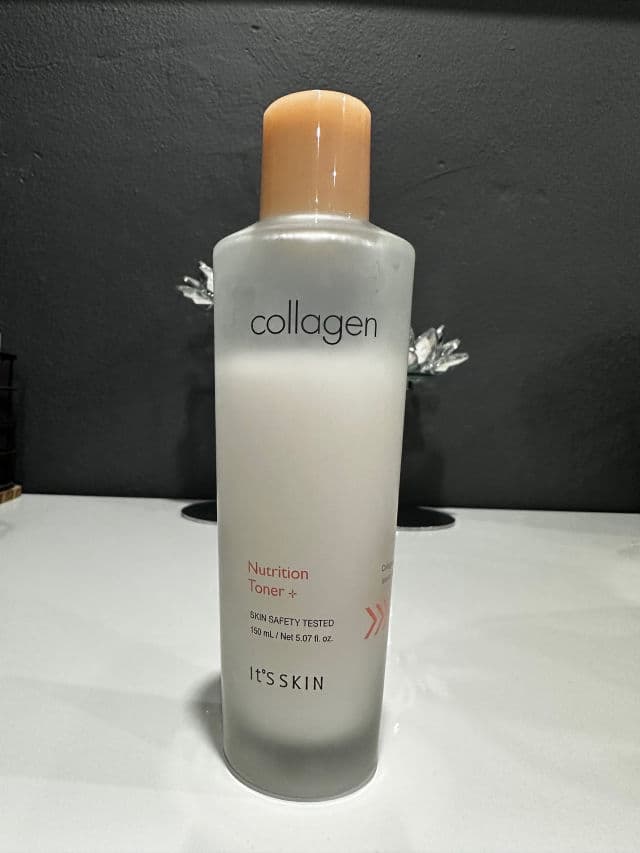 collagen
Nutrition
Toner +
SKIN SAFETY TESTED
150 mL / Net 5.07 fl. oz.
It'S SKIN